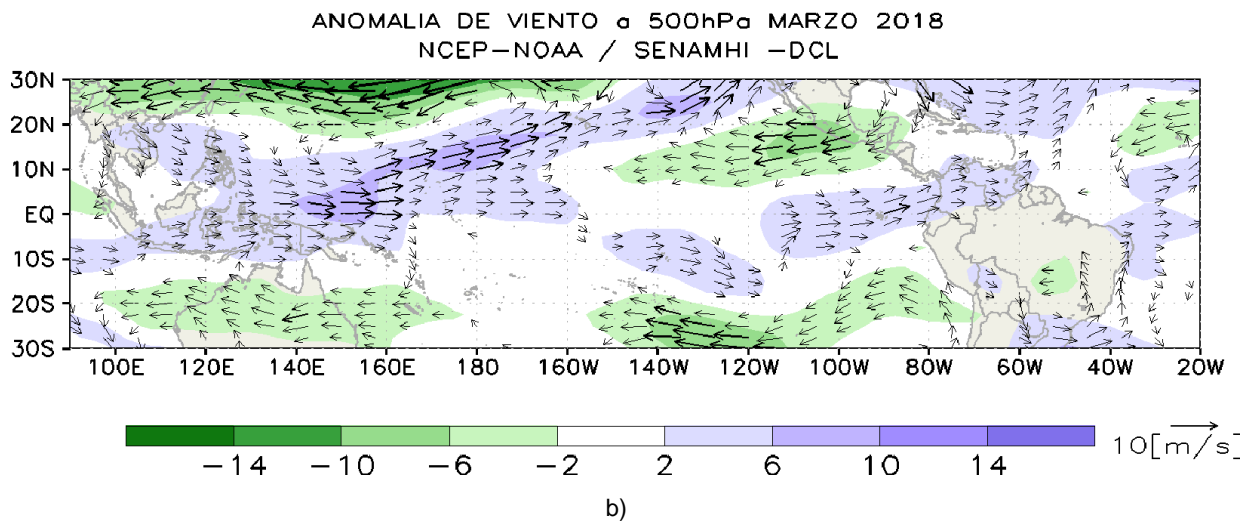 ANOMALIA DE VIENTO a 500hPa MARZO 2018
NCEP–NOAA / SENAMHI –DCL
30N
20N
10N
EQ
10S
20S
30S
100E 120E 140E 160E 180 160W 140W 120W 100W 80W 60W 40W 20W
−14 −10 −6 −2 2 6 10 14
10[m/s]
b)